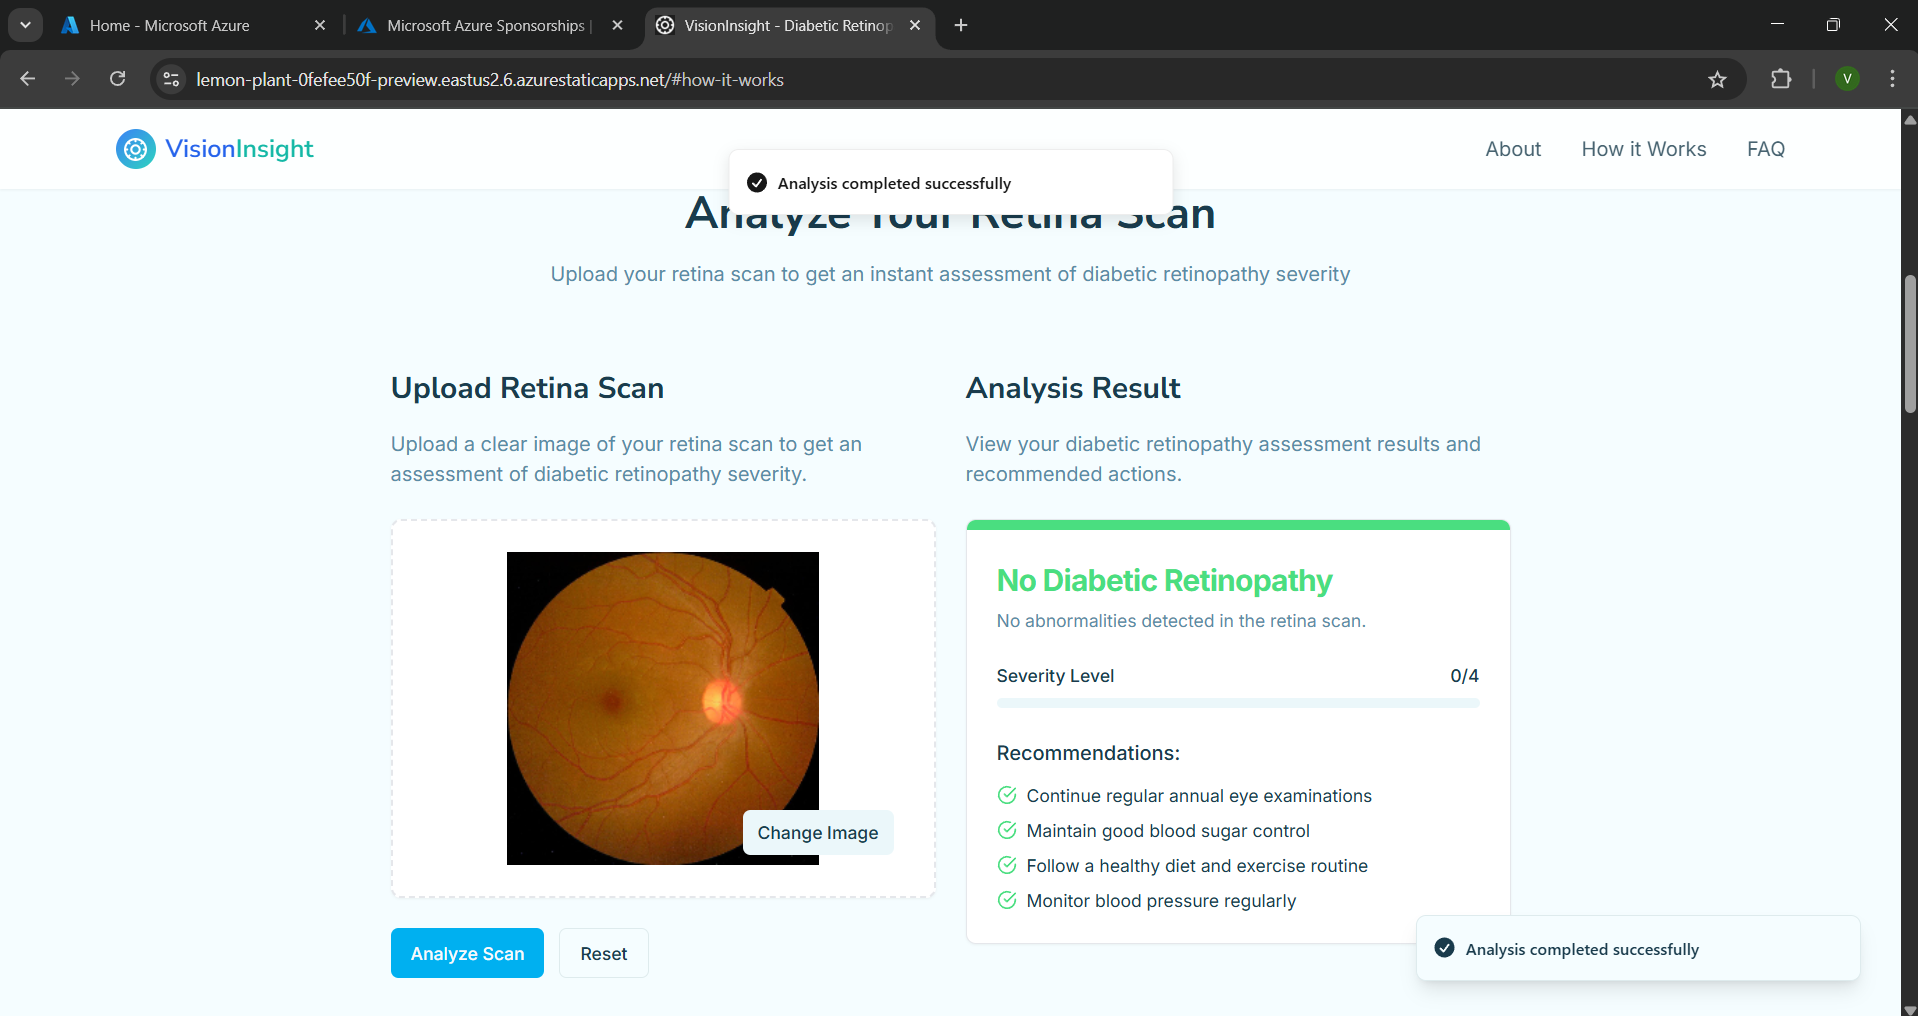 Home - Microsoft Azure
Microsoft Azure Sponsorships |
VisionInsight - Diabetic Retinop
lemon-plant-0fefee50f-preview.eastus2.6.azurestaticapps.net/#how-it-works
V
VisionInsight
About
How it Works
FAQ
Analysis completed successfully
Analyze Your Retina Scan
Upload your retina scan to get an instant assessment of diabetic retinopathy severity
Upload Retina Scan
Upload a clear image of your retina scan to get an
assessment of diabetic retinopathy severity.
Change Image
Analyze Scan
Reset
Analysis Result
View your diabetic retinopathy assessment results and
recommended actions.
No Diabetic Retinopathy
No abnormalities detected in the retina scan.
Severity Level
0/4
Recommendations:
Continue regular annual eye examinations
Maintain good blood sugar control
Follow a healthy diet and exercise routine
Monitor blood pressure regularly
Analysis completed successfully